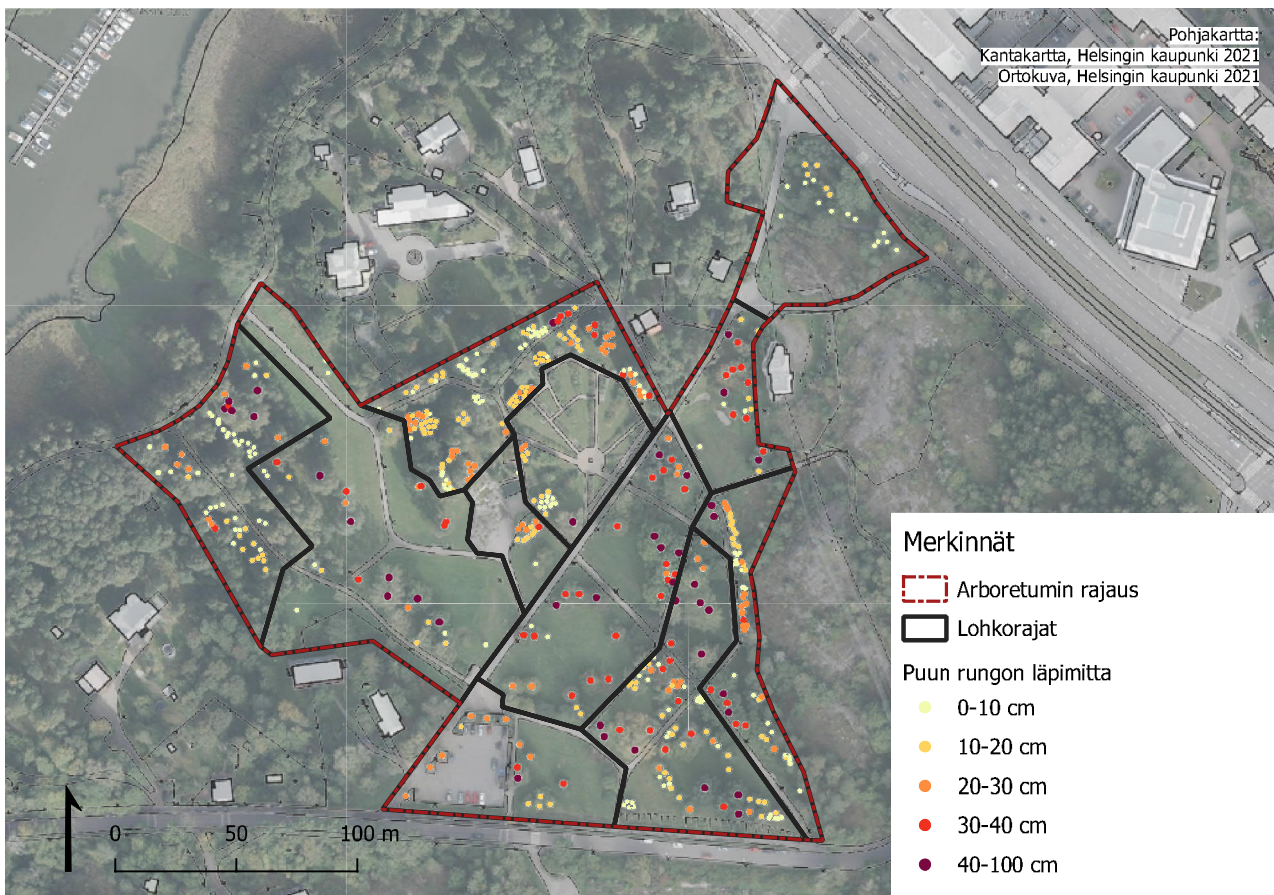 Pohjakartta:
Kantakartta, Helsingin kaupunki 2021
Ortokuva, Helsingin kaupunki 2021
Merkinnät
Arboretumin rajaus
Lohkorajat
Puun rungon läpimitta
0-10 cm
10-20 cm
20-30 cm
30-40 cm
40-100 cm
0 50 100 m